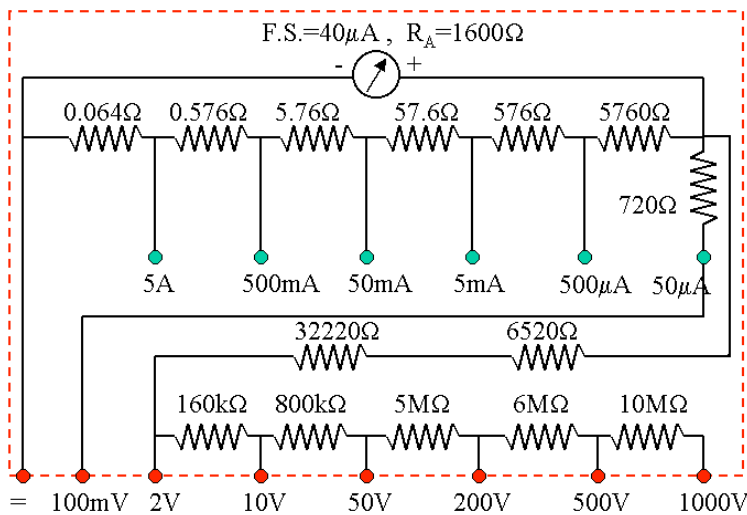 F.S.=40μA , R_A=1600Ω
- +
0.064Ω 0.576Ω 5.76Ω 57.6Ω 576Ω 5760Ω
720Ω
5A 500mA 50mA 5mA 500μA 50μA
32220Ω 6520Ω
160kΩ 800kΩ 5MΩ 6MΩ 10MΩ
= 100mV 2V 10V 50V 200V 500V 1000V